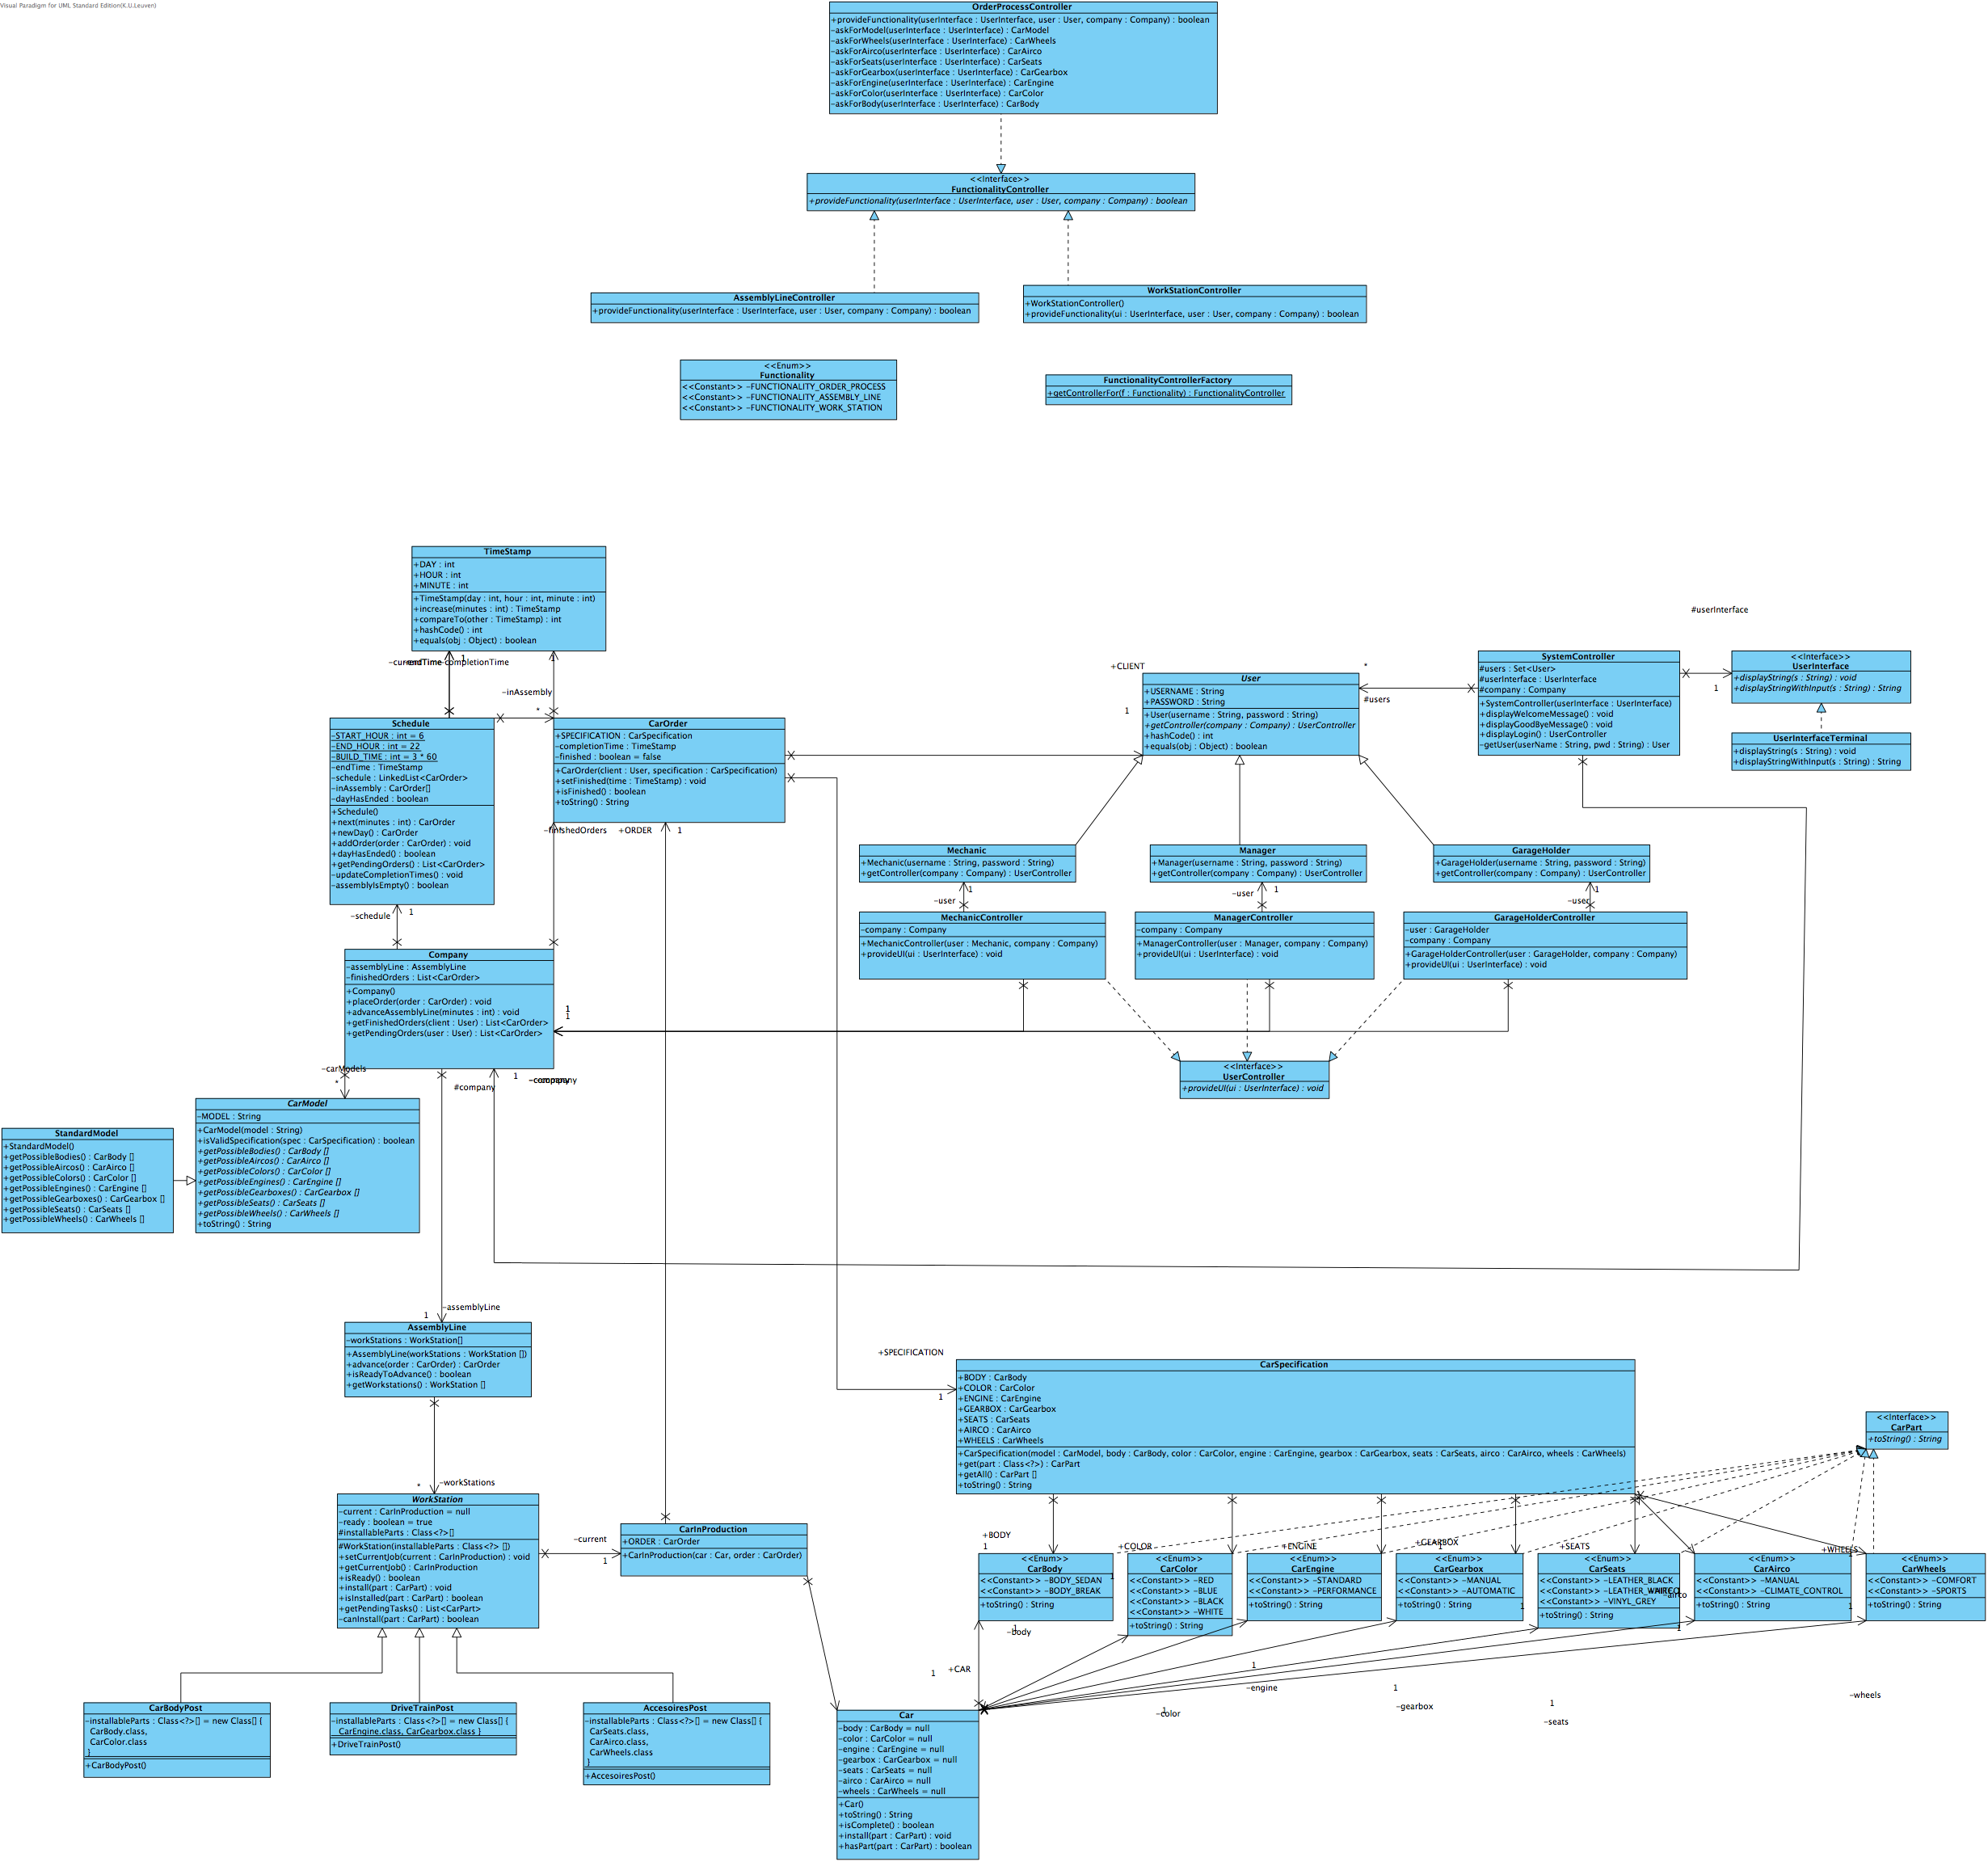 Visual Paradigm for UML Standard Edition(K.U.Leuven)
OrderProcessController
+provideFunctionality(userInterface : UserInterface, user : User, company : Company) : boolean
-askForModel(userInterface : UserInterface) : CarModel
-askForWheels(userInterface : UserInterface) : CarWheels
-askForAirco(userInterface : UserInterface) : CarAirco
-askForSeats(userInterface : UserInterface) : CarSeats
-askForGearbox(userInterface : UserInterface) : CarGearbox
-askForEngine(userInterface : UserInterface) : CarEngine
-askForColor(userInterface : UserInterface) : CarColor
-askForBody(userInterface : UserInterface) : CarBody
<<Interface>>
FunctionalityController
+provideFunctionality(userInterface : UserInterface, user : User, company : Company) : boolean
AssemblyLineController
+provideFunctionality(userInterface : UserInterface, user : User, company : Company) : boolean
WorkStationController
+WorkStationController()
+provideFunctionality(ui : UserInterface, user : User, company : Company) : boolean
<<Enum>>
Functionality
<<Constant>> -FUNCTIONALITY_ORDER_PROCESS
<<Constant>> -FUNCTIONALITY_ASSEMBLY_LINE
<<Constant>> -FUNCTIONALITY_WORK_STATION
FunctionalityControllerFactory
+getControllerFor(f : Functionality) : FunctionalityController
TimeStamp
+DAY : int
+HOUR : int
+MINUTE : int
+TimeStamp(day : int, hour : int, minute : int)
+increase(minutes : int) : TimeStamp
+compareTo(other : TimeStamp) : int
+hashCode() : int
+equals(obj : Object) : boolean
1
-completionTime
-inAssembly
*
Schedule
-START_HOUR : int = 6
-END_HOUR : int = 22
-BUILD_TIME : int = 3 * 60
-endTime : TimeStamp
-schedule : LinkedList<CarOrder>
-inAssembly : CarOrder[]
-dayHasEnded : boolean
+Schedule()
+next(minutes : int) : CarOrder
+newDay() : CarOrder
+addOrder(order : CarOrder) : void
+dayHasEnded() : boolean
+getPendingOrders() : List<CarOrder>
-updateCompletionTimes() : void
-assemblyIsEmpty() : boolean
CarOrder
+SPECIFICATION : CarSpecification
-completionTime : TimeStamp
-finished : boolean = false
+CarOrder(client : User, specification : CarSpecification)
+setFinished(time : TimeStamp) : void
+isFinished() : boolean
+toString() : String
-finishedOrders
+ORDER
1
+CLIENT
1
User
+USERNAME : String
+PASSWORD : String
+User(username : String, password : String)
+getController(company : Company) : UserController
+hashCode() : int
+equals(obj : Object) : boolean
*
#users
SystemController
#users : Set<User>
#userInterface : UserInterface
#company : Company
+SystemController(userInterface : UserInterface)
+displayWelcomeMessage() : void
+displayGoodByeMessage() : void
+displayLogin() : UserController
-getUser(userName : String, pwd : String) : User
#userInterface
1
<<Interface>>
UserInterface
+displayString(s : String) : void
+displayStringWithInput(s : String) : String
UserInterfaceTerminal
+displayString(s : String) : void
+displayStringWithInput(s : String) : String
Mechanic
+Mechanic(username : String, password : String)
+getController(company : Company) : UserController
Manager
+Manager(username : String, password : String)
+getController(company : Company) : UserController
GarageHolder
+GarageHolder(username : String, password : String)
+getController(company : Company) : UserController
1
-user
1
-user
1
-user
MechanicController
-company : Company
+MechanicController(user : Mechanic, company : Company)
+provideUI(ui : UserInterface) : void
ManagerController
-company : Company
+ManagerController(user : Manager, company : Company)
+provideUI(ui : UserInterface) : void
GarageHolderController
-user : GarageHolder
-company : Company
+GarageHolderController(user : GarageHolder, company : Company)
+provideUI(ui : UserInterface) : void
<<Interface>>
UserController
+provideUI(ui : UserInterface) : void
-schedule
1
Company
-assemblyLine : AssemblyLine
-finishedOrders : List<CarOrder>
+Company()
+placeOrder(order : CarOrder) : void
+advanceAssemblyLine(minutes : int) : void
+getFinishedOrders(client : User) : List<CarOrder>
+getPendingOrders(user : User) : List<CarOrder>
1
1
-carModels
*
#company
1
-company
CarModel
-MODEL : String
+CarModel(model : String)
+isValidSpecification(spec : CarSpecification) : boolean
+getPossibleBodies() : CarBody []
+getPossibleAircos() : CarAirco []
+getPossibleColors() : CarColor []
+getPossibleEngines() : CarEngine []
+getPossibleGearboxes() : CarGearbox []
+getPossibleSeats() : CarSeats []
+getPossibleWheels() : CarWheels []
+toString() : String
StandardModel
+StandardModel()
+getPossibleBodies() : CarBody []
+getPossibleAircos() : CarAirco []
+getPossibleColors() : CarColor []
+getPossibleEngines() : CarEngine []
+getPossibleGearboxes() : CarGearbox []
+getPossibleSeats() : CarSeats []
+getPossibleWheels() : CarWheels []
-assemblyLine
1
AssemblyLine
-workStations : WorkStation[]
+AssemblyLine(workStations : WorkStation [])
+advance(order : CarOrder) : CarOrder
+isReadyToAdvance() : boolean
+getWorkstations() : WorkStation []
*
-workStations
WorkStation
-current : CarInProduction = null
-ready : boolean = true
#installableParts : Class<?>[]
#WorkStation(installableParts : Class<?> [])
+setCurrentJob(current : CarInProduction) : void
+getCurrentJob() : CarInProduction
+isReady() : boolean
+install(part : CarPart) : void
+isInstalled(part : CarPart) : boolean
+getPendingTasks() : List<CarPart>
-canInstall(part : CarPart) : boolean
-current
1
CarInProduction
+ORDER : CarOrder
+CarInProduction(car : Car, order : CarOrder)
CarBodyPost
-installableParts : Class<?>[] = new Class[] {
CarBody.class,
CarColor.class
}
+CarBodyPost()
DriveTrainPost
-installableParts : Class<?>[] = new Class[] {
CarEngine.class, CarGearbox.class }
+DriveTrainPost()
AccesoiresPost
-installableParts : Class<?>[] = new Class[] {
CarSeats.class,
CarAirco.class,
CarWheels.class
}
+AccesoiresPost()
+SPECIFICATION
1
CarSpecification
+BODY : CarBody
+COLOR : CarColor
+ENGINE : CarEngine
+GEARBOX : CarGearbox
+SEATS : CarSeats
+AIRCO : CarAirco
+WHEELS : CarWheels
+CarSpecification(model : CarModel, body : CarBody, color : CarColor, engine : CarEngine, gearbox : CarGearbox, seats : CarSeats, airco : CarAirco, wheels : CarWheels)
+get(part : Class<?>) : CarPart
+getAll() : CarPart []
+toString() : String
<<Interface>>
CarPart
+toString() : String
+BODY
1
+COLOR
1
+ENGINE
+GEARBOX
1
+SEATS
+WHEELS
1
<<Enum>>
CarBody
<<Constant>> -BODY_SEDAN
<<Constant>> -BODY_BREAK
+toString() : String
<<Enum>>
CarColor
<<Constant>> -RED
<<Constant>> -BLUE
<<Constant>> -BLACK
<<Constant>> -WHITE
+toString() : String
<<Enum>>
CarEngine
<<Constant>> -STANDARD
<<Constant>> -PERFORMANCE
+toString() : String
<<Enum>>
CarGearbox
<<Constant>> -MANUAL
<<Constant>> -AUTOMATIC
+toString() : String
1
<<Enum>>
CarSeats
<<Constant>> -LEATHER_BLACK
<<Constant>>
<<Constant>> -VINYL_GREY
+toString() : String
-airco
1
<<Enum>>
CarAirco
<<Constant>> -MANUAL
<<Constant>> -CLIMATE_CONTROL
+toString() : String
1
<<Enum>>
CarWheels
<<Constant>> -COMFORT
<<Constant>> -SPORTS
+toString() : String
1
-body
1
+CAR
1
-engine
1
-color
1
-gearbox
1
-seats
-wheels
Car
-body : CarBody = null
-color : CarColor = null
-engine : CarEngine = null
-gearbox : CarGearbox = null
-seats : CarSeats = null
-airco : CarAirco = null
-wheels : CarWheels = null
+Car()
+toString() : String
+isComplete() : boolean
+install(part : CarPart) : void
+hasPart(part : CarPart) : boolean